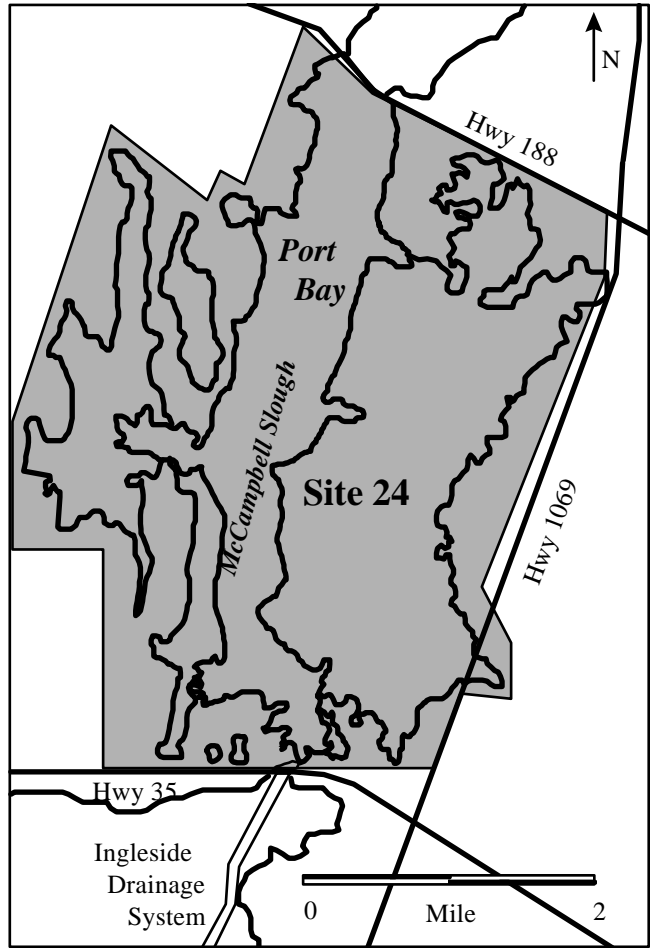 N
Hwy 188
Port
Bay
McCampbell Slough
Site 24
Hwy 1069
Hwy 35
Ingleside
Drainage
System
0
Mile
2